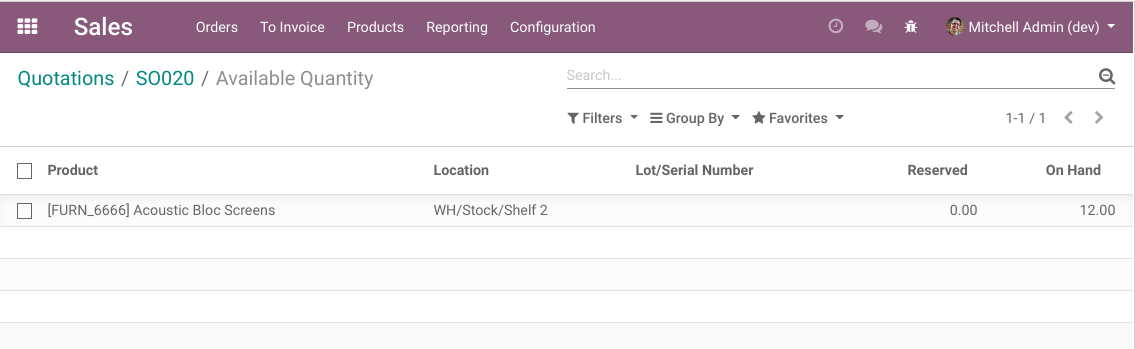 Sales Orders To Invoice Products Reporting Configuration Mitchell Admin (dev)
Quotations / SO020 / Available Quantity Search...
Filters Group By Favorites 1-1 / 1
Product Location Lot/Serial Number Reserved On Hand
[FURN_6666] Acoustic Bloc Screens WH/Stock/Shelf 2 0.00 12.00